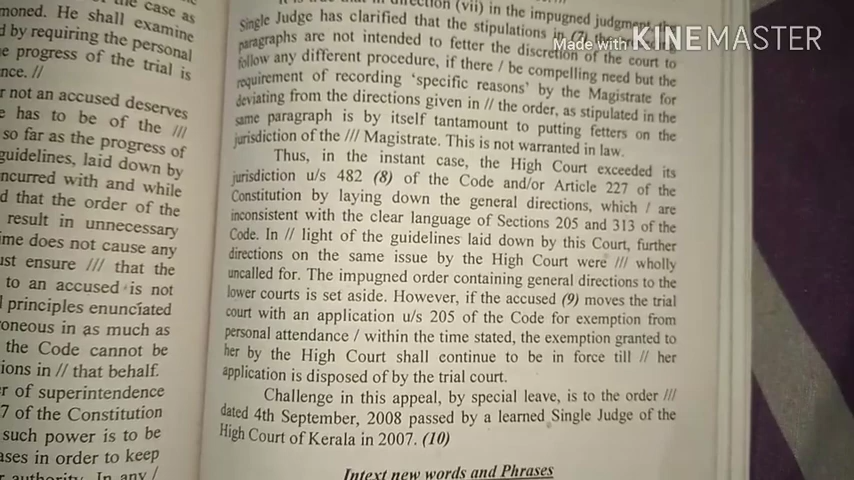 Made with KINEMASTER
the case as
moned. He shall examine
d by requiring the personal
e progress of the trial is
nce. //
r not an accused deserves
e has to be of the ///
so far as the progress of
guidelines, laid down by
ncurred with and while
d that the order of the
result in unnecessary
me does not cause any
ust ensure /// that the
to an accused is not
l principles enunciated
roneous in as much as
the Code cannot be
ions in // that behalf.
r of superintendence
7 of the Constitution
such power is to be
ases in order to keep
authority. In any /
direction (vii) in the impugned judgment, the
Single Judge has clarified that the stipulations in (7)
paragraphs are not intended to fetter the discretion of the court to
follow any different procedure, if there / be compelling need but the
requirement of recording 'specific reasons' by the Magistrate for
deviating from the directions given in // the order, as stipulated in the
same paragraph is by itself tantamount to putting fetters on the
jurisdiction of the /// Magistrate. This is not warranted in law.
Thus, in the instant case, the High Court exceeded its
jurisdiction u/s 482 (8) of the Code and/or Article 227 of the
Constitution by laying down the general directions, which / are
inconsistent with the clear language of Sections 205 and 313 of the
Code. In // light of the guidelines laid down by this Court, further
directions on the same issue by the High Court were /// wholly
uncalled for. The impugned order containing general directions to the
lower courts is set aside. However, if the accused (9) moves the trial
court with an application u/s 205 of the Code for exemption from
personal attendance / within the time stated, the exemption granted to
her by the High Court shall continue to be in force till // her
application is disposed of by the trial court.
Challenge in this appeal, by special leave, is to the order ///
dated 4th September, 2008 passed by a learned Single Judge of the
High Court of Kerala in 2007. (10)
Intext new words and Phrases